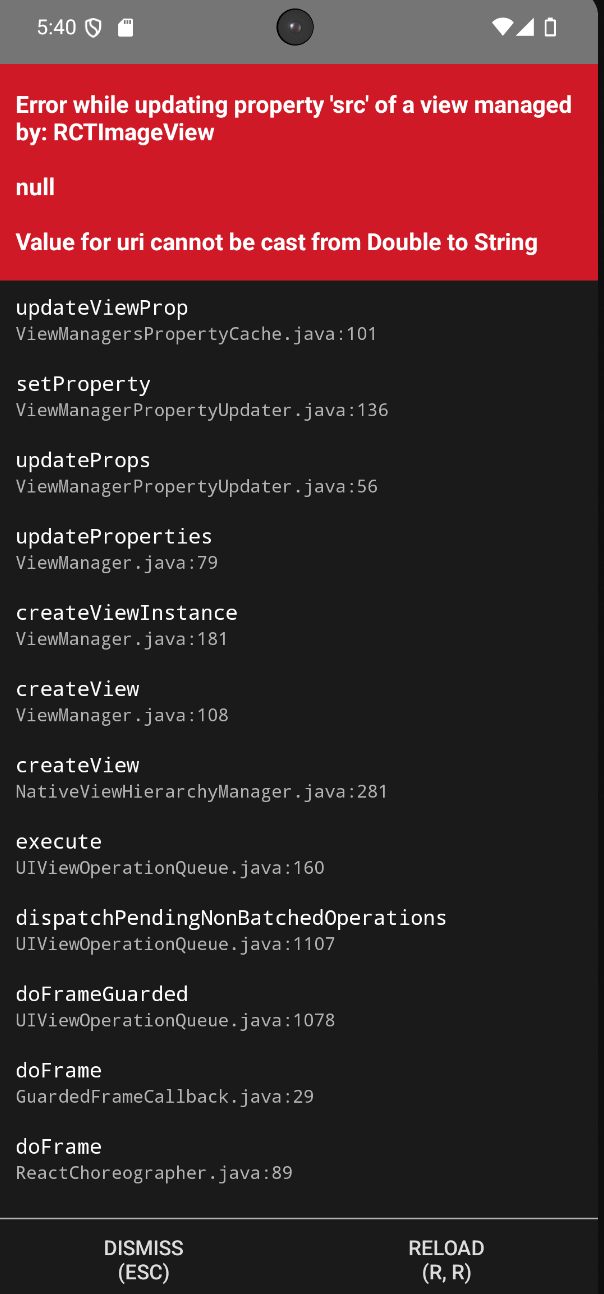 5:40
Error while updating property 'src' of a view managed
by: RCTImageView
null
Value for uri cannot be cast from Double to String
updateViewProp
ViewManagersPropertyCache.java:101
setProperty
ViewManagerPropertyUpdater.java:136
updateProps
ViewManagerPropertyUpdater.java:56
updateProperties
ViewManager.java:79
createViewInstance
ViewManager.java:181
createView
ViewManager.java:108
createView
NativeViewHierarchyManager.java:281
execute
UIViewOperationQueue.java:160
dispatchPendingNonBatchedOperations
UIViewOperationQueue.java:1107
doFrameGuarded
UIViewOperationQueue.java:1078
doFrame
GuardedFrameCallback.java:29
doFrame
ReactChoreographer.java:89
DISMISS
(ESC)
RELOAD
(R, R)